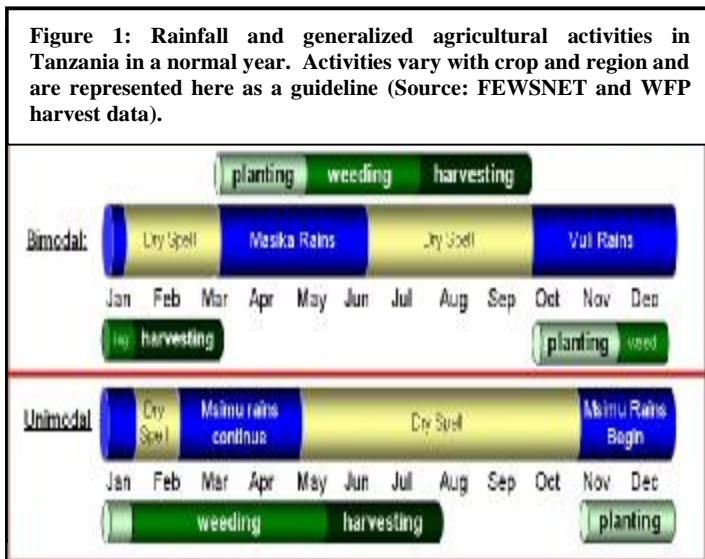 Figure 1: Rainfall and generalized agricultural activities in
Tanzania in a normal year. Activities vary with crop and region and
are represented here as a guideline (Source: FEWSNET and WFP
harvest data).
planting weeding harvesting
Bimodal: Dry Spell Masika Rains Dry Spell Vuli Rains
Jan Feb Mar Apr May Jun Jul Aug Sep Oct Nov Dec
harvesting planting weed
Unimodal Dry Spell Msimu rains continue Dry Spell Msimu Rains Begin
Jan Feb Mar Apr May Jun Jul Aug Sep Oct Nov Dec
weeding harvesting planting